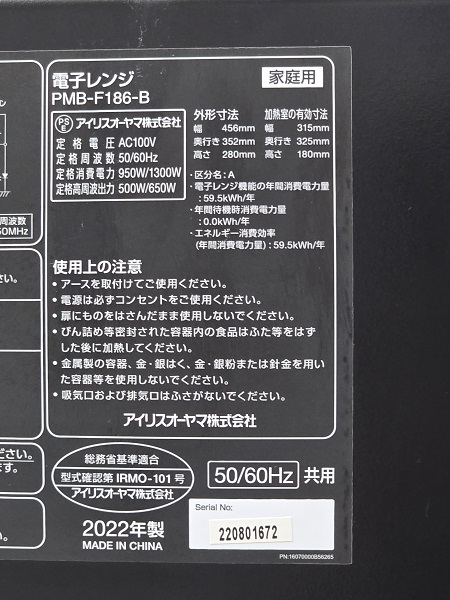 電子レンジ
家庭用
PMB-F186-B
PSE アイリスオーヤマ株式会社
定格電圧 AC100V
定格周波数 50/60Hz
定格消費電力 950W/1300W
定格高周波出力 500W/650W
外形寸法
幅 456mm
奥行き 352mm
高さ 280mm
加熱室の有効寸法
幅 315mm
奥行き 325mm
高さ 180mm
・区分名：A
・電子レンジ機能の年間消費電力量
：59.5kWh/年
・年間待機時消費電力量
：0.0kWh/年
・エネルギー消費効率
(年間消費電力量)：59.5kWh/年
使用上の注意
・アースを取付けてご使用ください。
・電源は必ずコンセントをご使用ください。
・扉にものをはさんだまま使用しないでください。
・びん詰め等密封された容器内の食品はふた等をはず
した後に加熱してください。
・金属製の容器、金・銀はく、金・銀粉または針金を用い
た容器等を使用しないでください。
・吸気口および排気口はふさがないでください。
アイリスオーヤマ株式会社
総務省基準適合
型式確認第 IRMO-101 号
アイリスオーヤマ株式会社
50/60Hz 共用
2022年製
MADE IN CHINA
Serial No:
220801672
PN:16070000B56265
周波数
50MHz
さい。
ださい。
ます。
い。